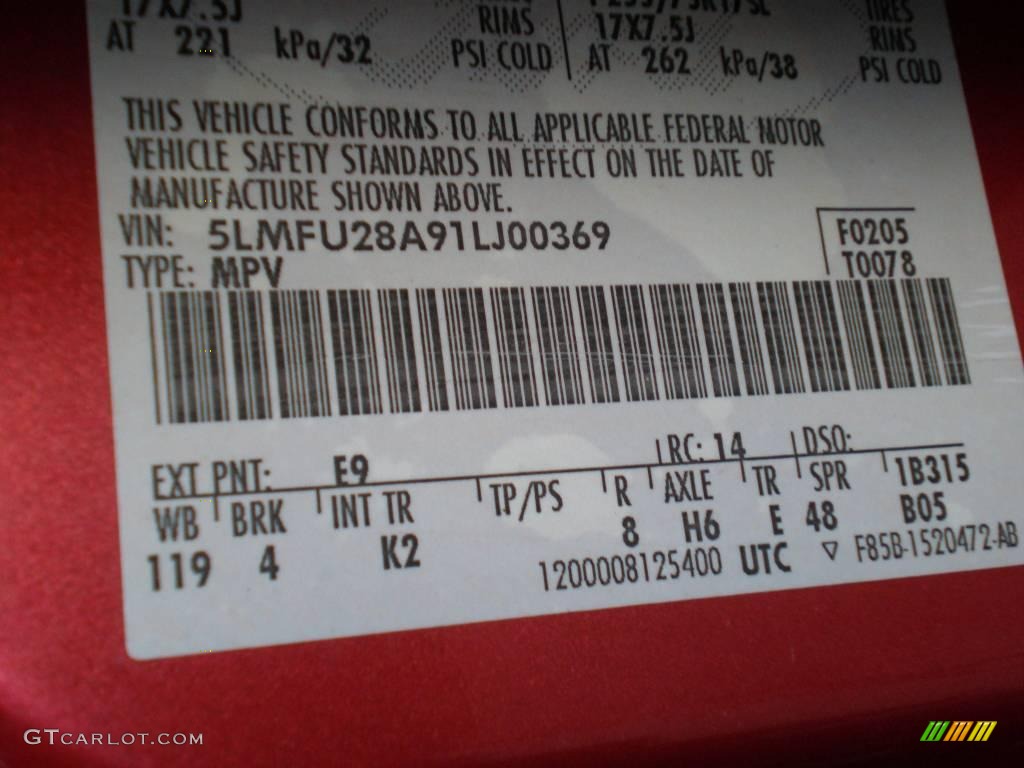 17X7.5J RIMS 17X7.5J RIMS
AT 221 kPa/32 PSI COLD AT 262 kPa/38 PSI COLD
THIS VEHICLE CONFORMS TO ALL APPLICABLE FEDERAL MOTOR
VEHICLE SAFETY STANDARDS IN EFFECT ON THE DATE OF
MANUFACTURE SHOWN ABOVE.
VIN: 5LMFU28A91LJ00369 F0205
TYPE: MPV T0078
EXT PNT: E9 RC: 14 DSO:
WB BRK INT TR TP/PS R AXLE TR SPR 1B315
119 4 K2 8 H6 E 48 B05
1200008125400 UTC ▽ F85B-1520472-AB
GTCARLOT.COM